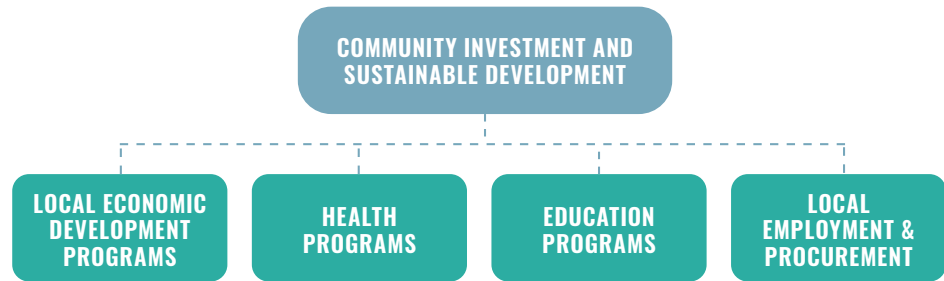 COMMUNITY INVESTMENT AND
SUSTAINABLE DEVELOPMENT
LOCAL ECONOMIC
DEVELOPMENT
PROGRAMS
HEALTH
PROGRAMS
EDUCATION
PROGRAMS
LOCAL
EMPLOYMENT &
PROCUREMENT